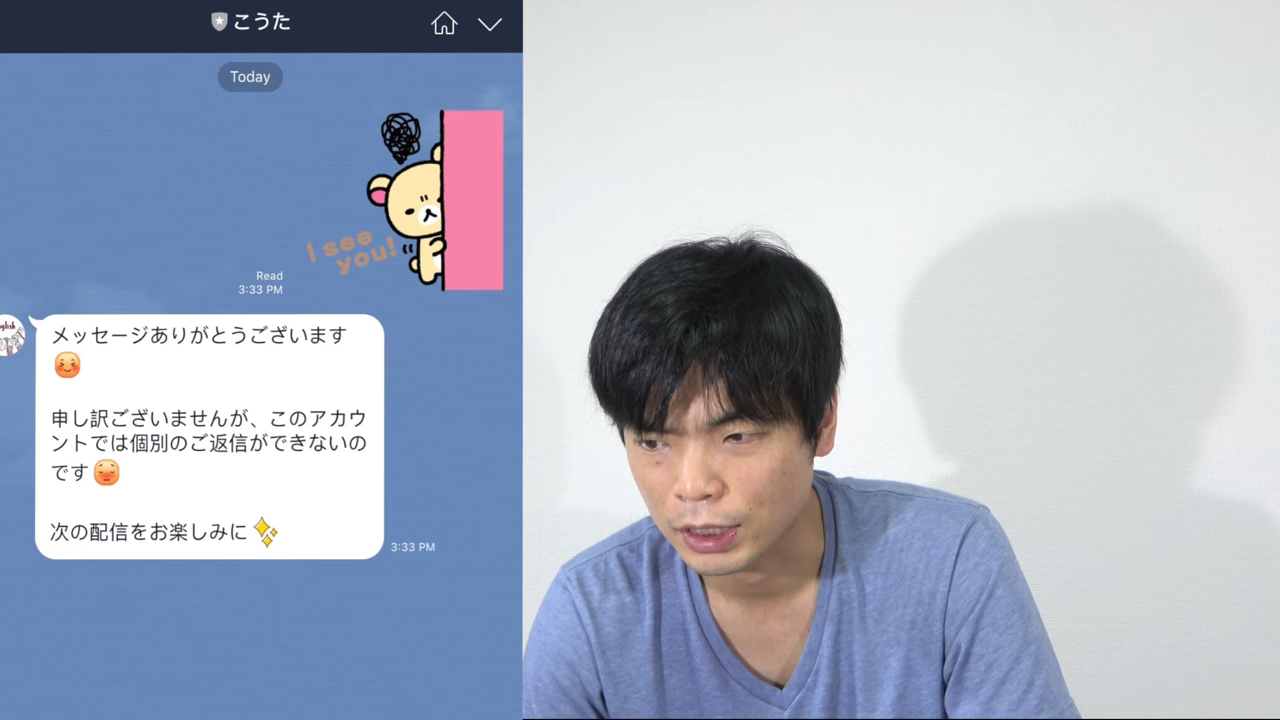 こうた
Today
I see
you!
Read
3:33 PM
メッセージありがとうございます
申し訳ございませんが、このアカウ
ントでは個別のご返信ができないの
です
次の配信をお楽しみに
3:33 PM